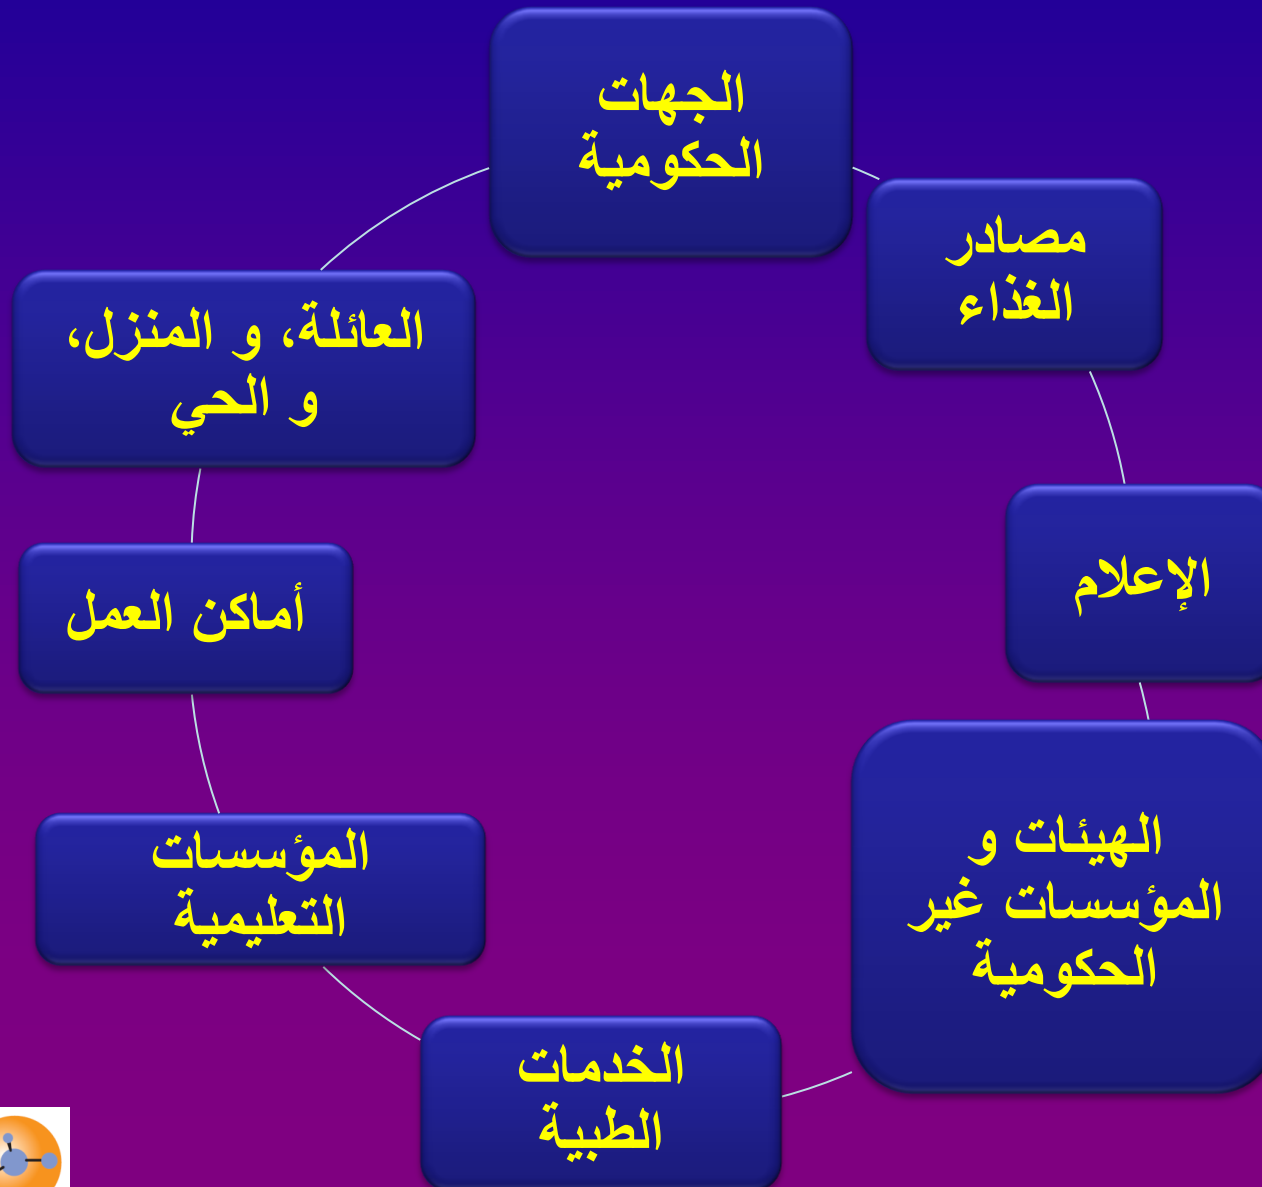 الجهات
الحكومية
مصادر
الغذاء
الإعلام
الهيئات و
المؤسسات غير
الحكومية
الخدمات
الطبية
المؤسسات
التعليمية
أماكن العمل
العائلة، و المنزل،
و الحي